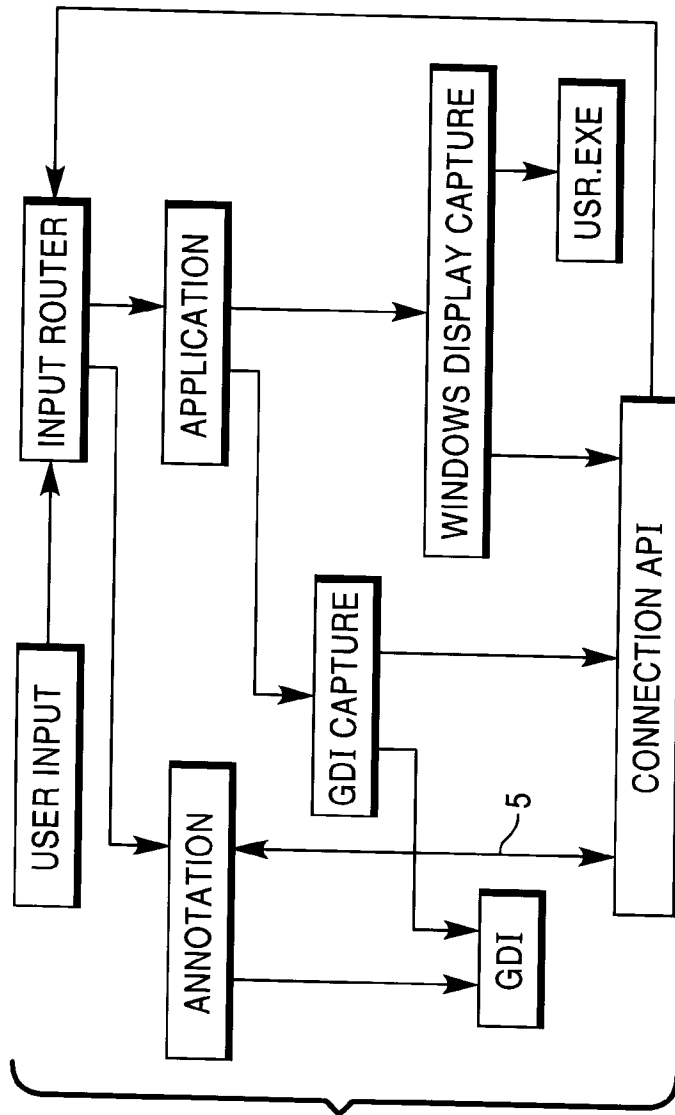 USER INPUT
INPUT ROUTER
ANNOTATION
APPLICATION
GDI CAPTURE
WINDOWS DISPLAY CAPTURE
GDI
5
USR.EXE
CONNECTION API